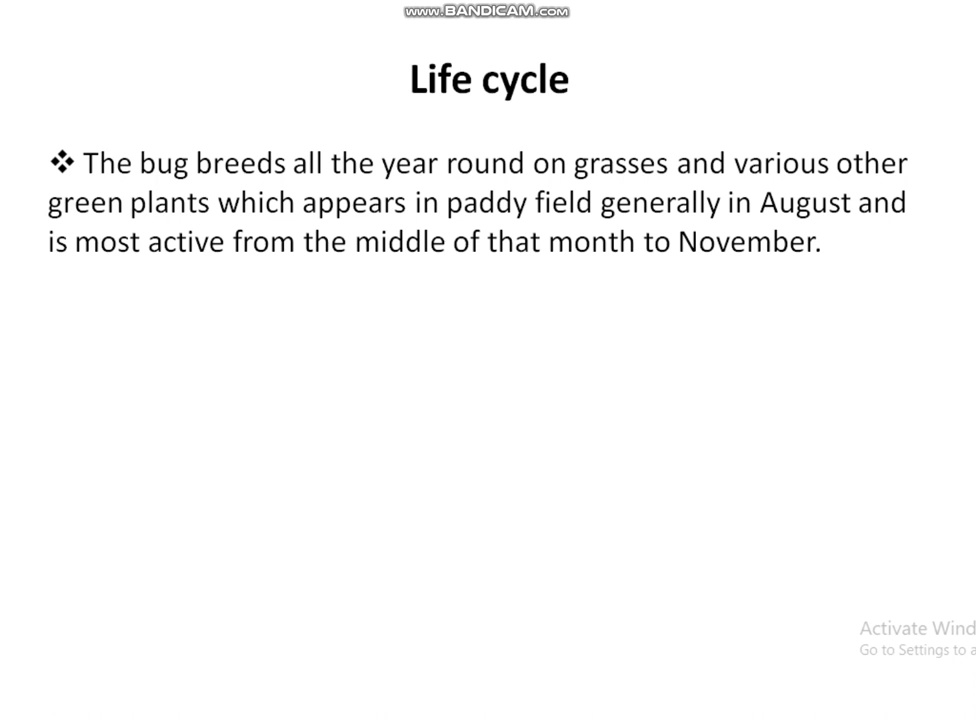 www.BANDICAM.com
Life cycle
❖ The bug breeds all the year round on grasses and various other
green plants which appears in paddy field generally in August and
is most active from the middle of that month to November.
Activate Wind
Go to Settings to a